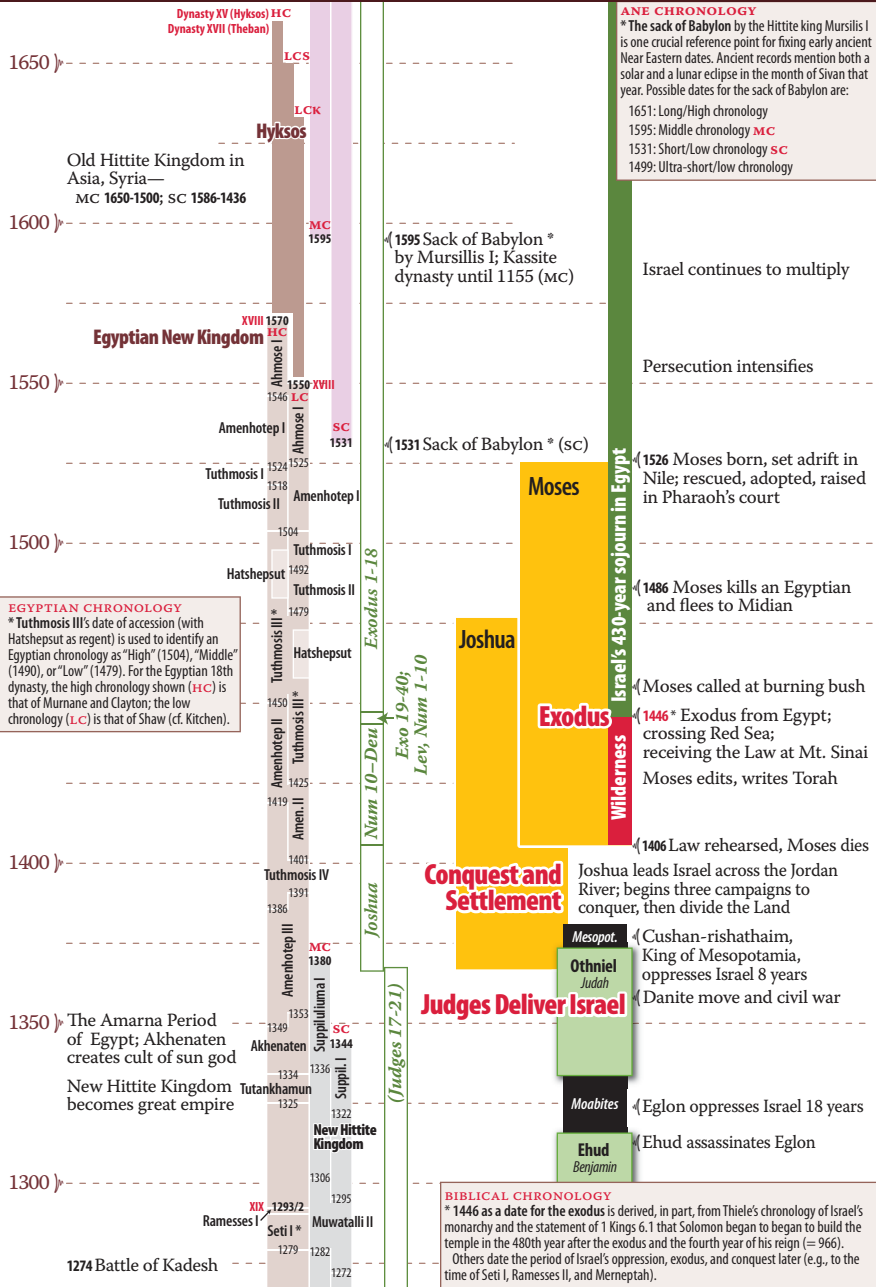 Dynasty XV (Hyksos) HC
Dynasty XVII (Theban)
LCS
LCK
Hyksos
1650
Old Hittite Kingdom in
Asia, Syria—
MC 1650-1500; SC 1586-1436
1600
MC
1595
1595 Sack of Babylon *
by Mursillis I; Kassite
dynasty until 1155 (MC)
ANE CHRONOLOGY
* The sack of Babylon by the Hittite king Mursilis I
is one crucial reference point for fixing early ancient
Near Eastern dates. Ancient records mention both a
solar and a lunar eclipse in the month of Sivan that
year. Possible dates for the sack of Babylon are:
1651: Long/High chronology
1595: Middle chronology MC
1531: Short/Low chronology SC
1499: Ultra-short/low chronology
Israel continues to multiply
XVIII 1570
HC
Egyptian New Kingdom
Ahmose I
Persecution intensifies
1550
1550 XVIII
1546
LC
Ahmose I
Amenhotep I
SC
1531
1531 Sack of Babylon * (SC)
1525
1524
Tuthmosis I
1518
Tuthmosis II
Amenhotep I
1504
Moses
Israel's 430-year sojourn in Egypt
1526 Moses born, set adrift in
Nile; rescued, adopted, raised
in Pharaoh's court
1500
Tuthmosis I
Hatshepsut
1492
Tuthmosis II
1479
Tuthmosis III *
Hatshepsut
Exodus 1-18
1486 Moses kills an Egyptian
and flees to Midian
EGYPTIAN CHRONOLOGY
* Tuthmosis III's date of accession (with
Hatshepsut as regent) is used to identify an
Egyptian chronology as "High" (1504), "Middle"
(1490), or "Low" (1479). For the Egyptian 18th
dynasty, the high chronology shown (HC) is
that of Murnane and Clayton; the low
chronology (LC) is that of Shaw (cf. Kitchen).
Joshua
Moses called at burning bush
1450
Tuthmosis III *
Amenhotep II
Exo 19-40;
Lev, Num 1-10
Exodus
1446 * Exodus from Egypt;
crossing Red Sea;
receiving the Law at Mt. Sinai
Moses edits, writes Torah
Wilderness
1425
1419
Amen. II
Num 10–Deu
1406 Law rehearsed, Moses dies
1400
1401
Tuthmosis IV
1391
1386
Joshua
Conquest and
Settlement
Joshua leads Israel across the Jordan
River; begins three campaigns to
conquer, then divide the Land
Amenhotep III
MC
1380
Mesopot.
Cushan-rishathaim,
King of Mesopotamia,
oppresses Israel 8 years
Othniel
Judah
Danite move and civil war
Judges Deliver Israel
1350
1353
1349
Suppiluliuma I
SC
1344
The Amarna Period
of Egypt; Akhenaten
creates cult of sun god
Akhenaten
1336
1334
Suppil. I
Tutankhamun
1325
1322
New Hittite Kingdom
becomes great empire
(Judges 17-21)
Moabites
Eglon oppresses Israel 18 years
New Hittite
Kingdom
Ehud assassinates Eglon
Ehud
Benjamin
1300
1306
1295
XIX 1293/2
Ramesses I
Seti I *
Muwatalli II
1279
1282
1272
1274 Battle of Kadesh
BIBLICAL CHRONOLOGY
* 1446 as a date for the exodus is derived, in part, from Thiele's chronology of Israel's
monarchy and the statement of 1 Kings 6.1 that Solomon began to began to build the
temple in the 480th year after the exodus and the fourth year of his reign (= 966).
Others date the period of Israel's oppression, exodus, and conquest later (e.g., to the
time of Seti I, Ramesses II, and Merneptah).